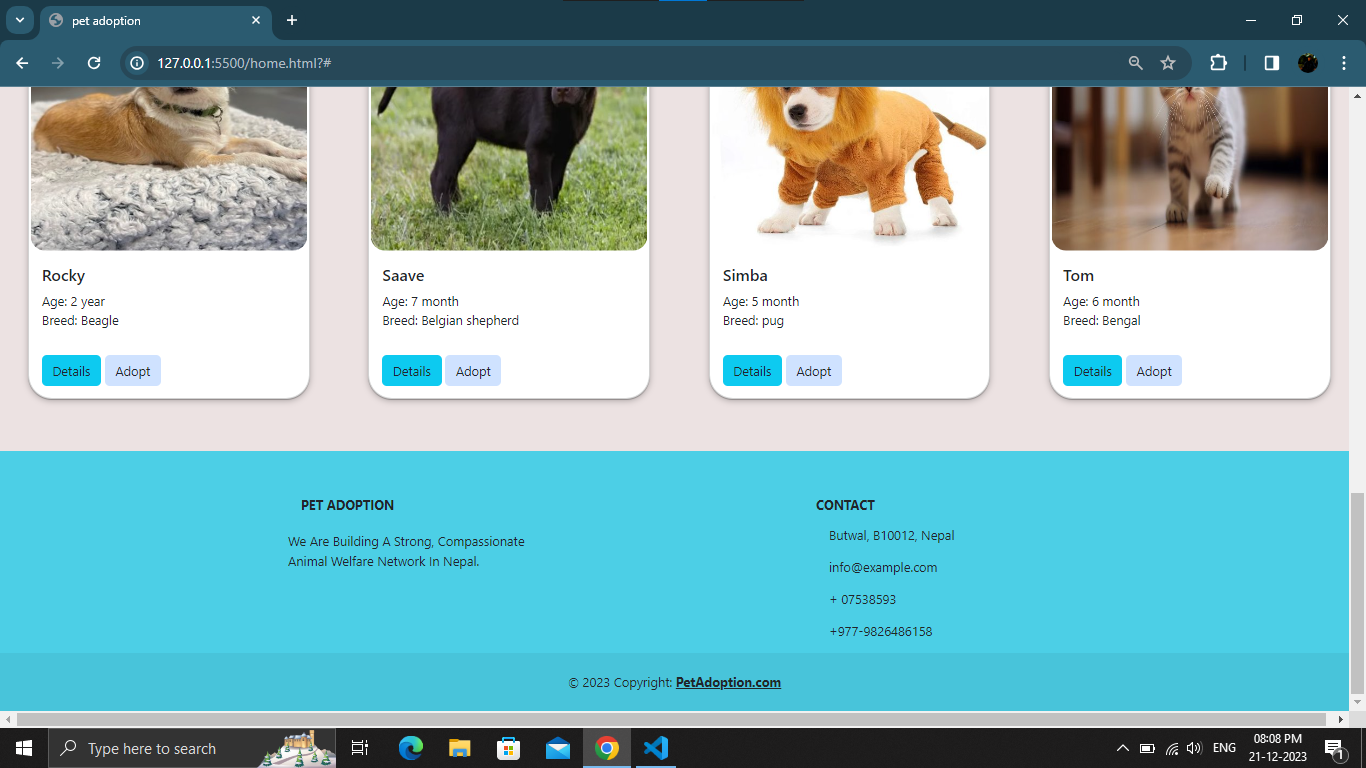 pet adoption
127.0.0.1:5500/home.html?#
Rocky
Age: 2 year
Breed: Beagle
Details Adopt
Saave
Age: 7 month
Breed: Belgian shepherd
Details Adopt
Simba
Age: 5 month
Breed: pug
Details Adopt
Tom
Age: 6 month
Breed: Bengal
Details Adopt
PET ADOPTION
We Are Building A Strong, Compassionate
Animal Welfare Network In Nepal.
CONTACT
Butwal, B10012, Nepal
info@example.com
+ 07538593
+977-9826486158
© 2023 Copyright: PetAdoption.com
Type here to search
ENG
08:08 PM
21-12-2023
1